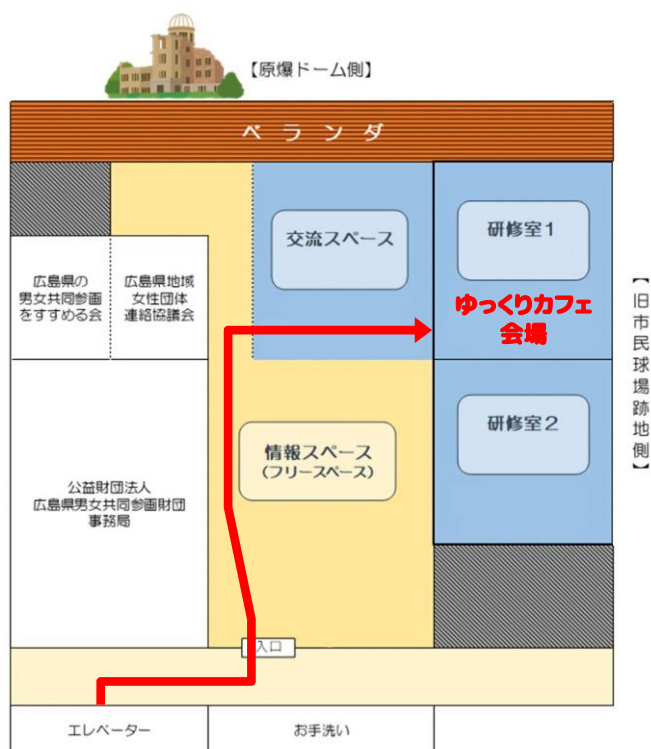 【原爆ドーム側】
ベランダ
交流スペース
研修室1
ゆっくりカフェ
会場
広島県の
男女共同参画
をすすめる会
広島県地域
女性団体
連絡協議会
【旧市民球場跡地側】
研修室2
情報スペース
(フリースペース)
公益財団法人
広島県男女共同参画財団
事務局
入口
エレベーター
お手洗い